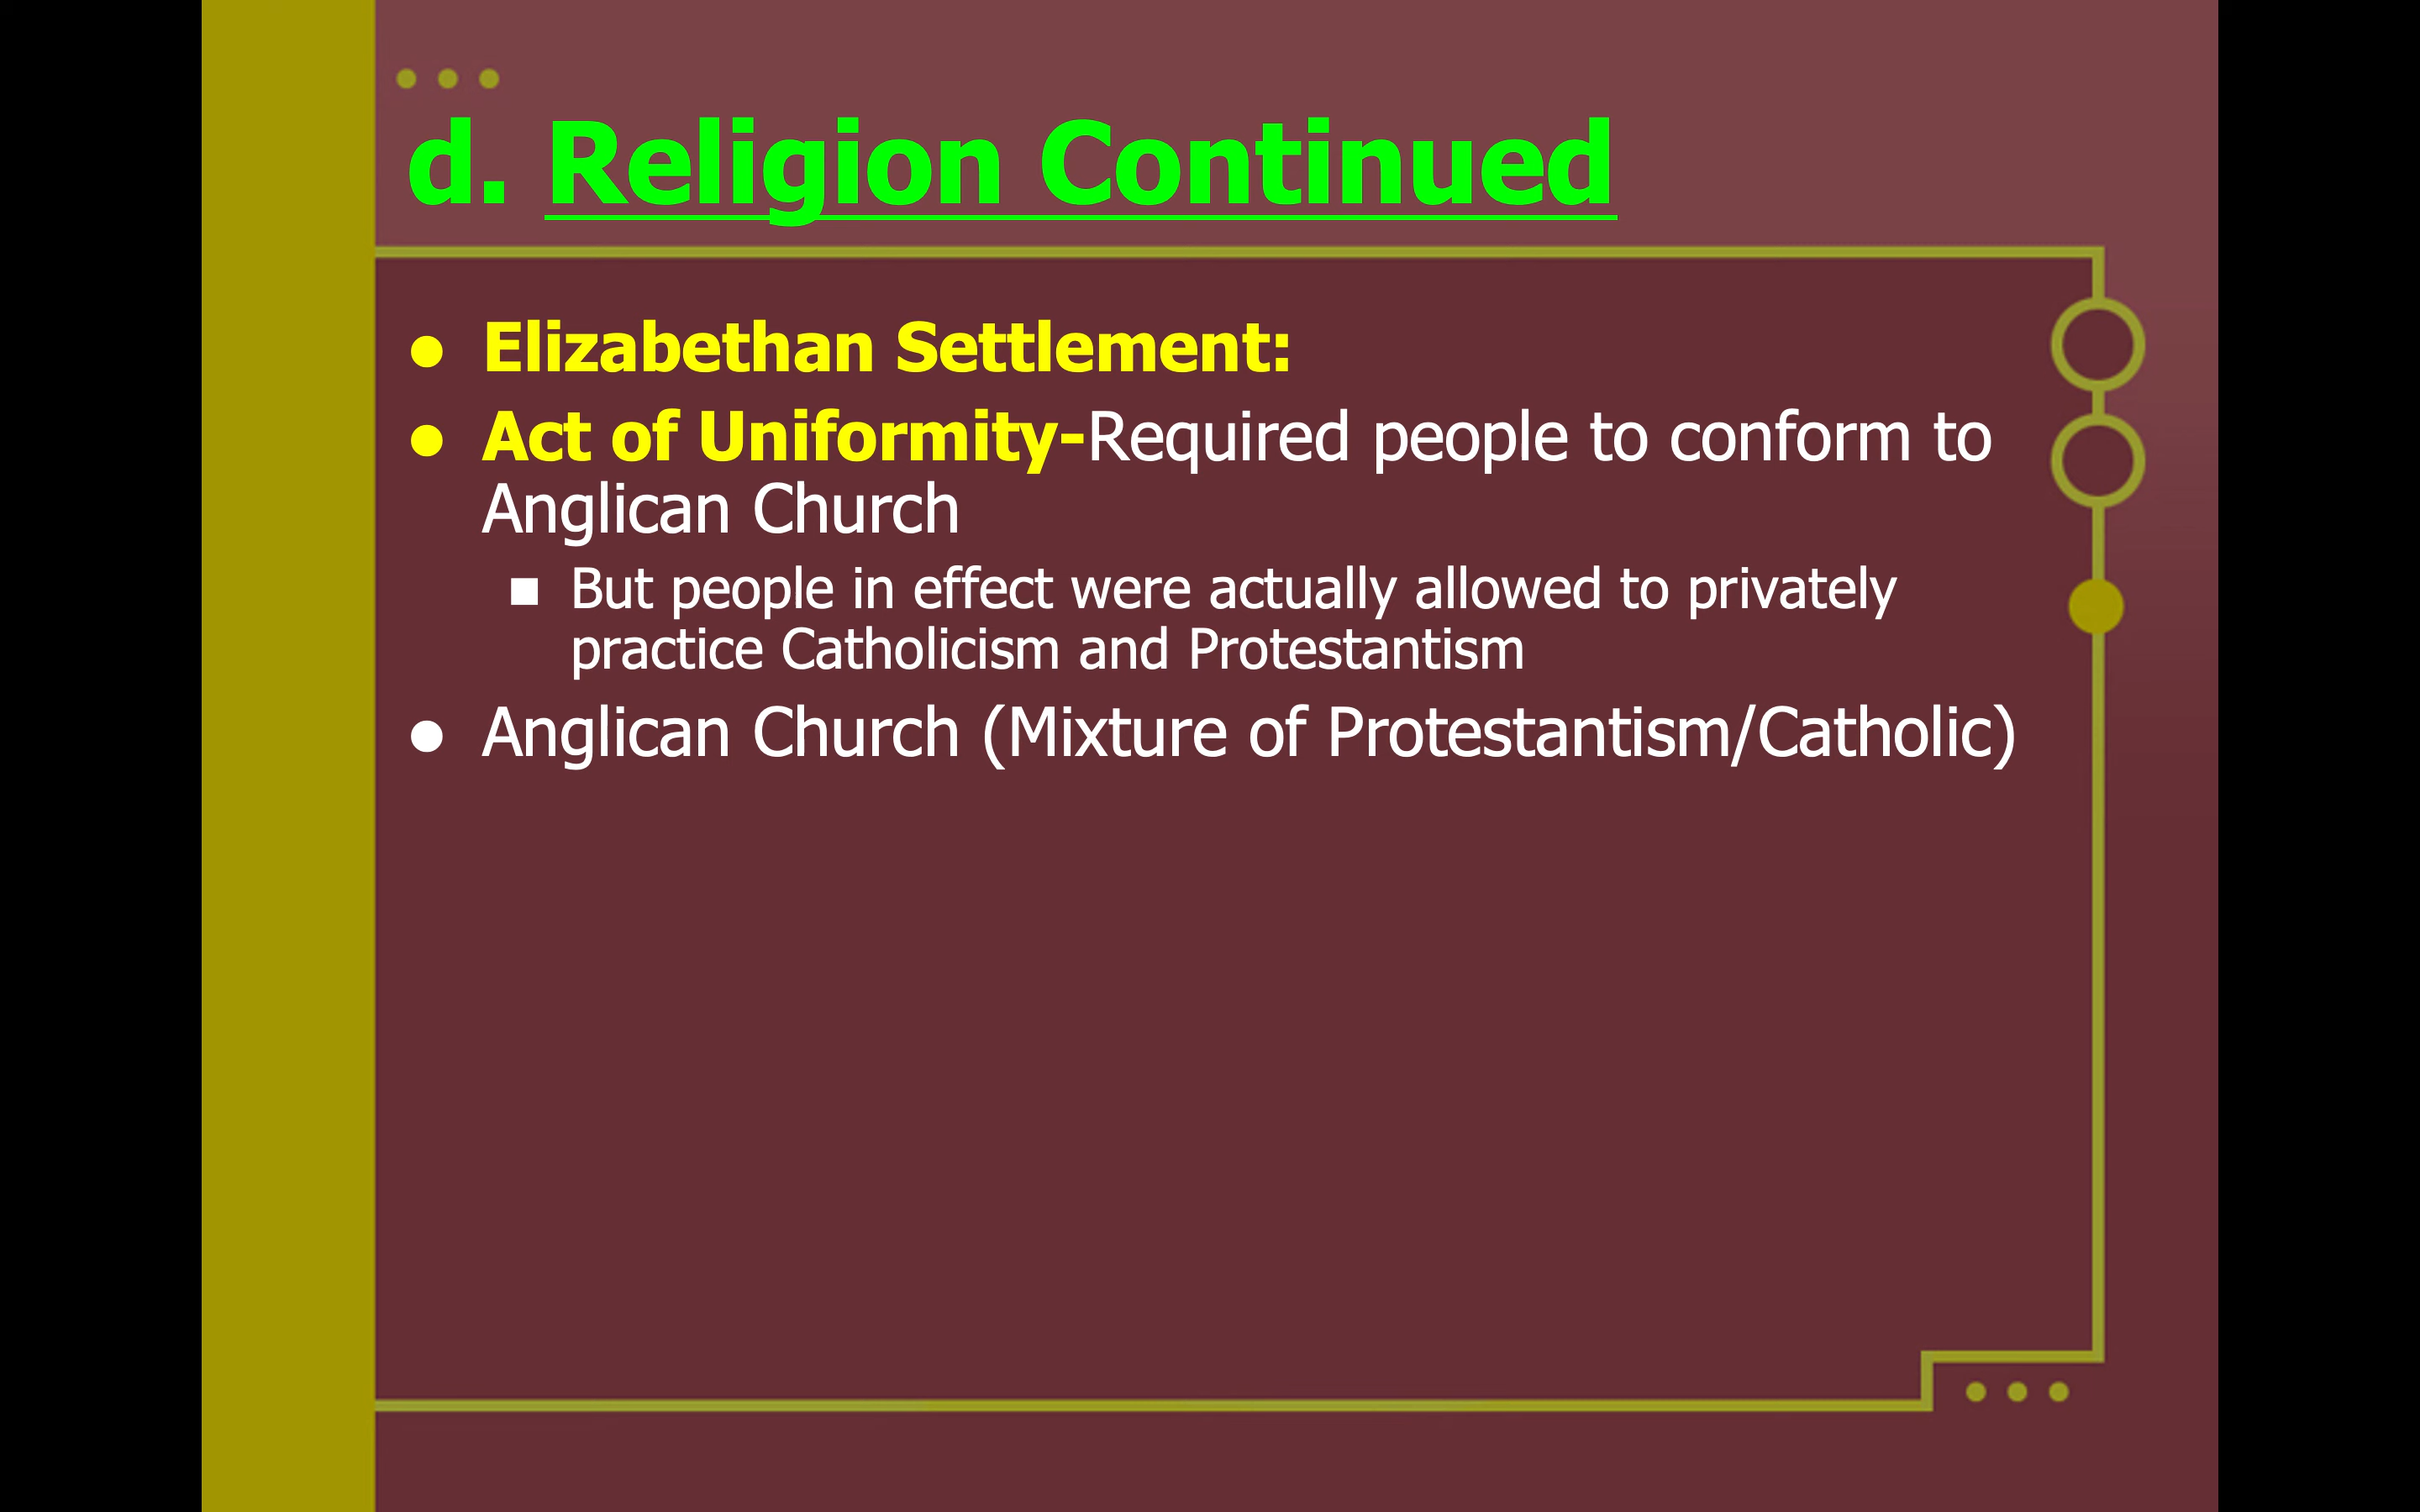 d. Religion Continued
Elizabethan Settlement:
Act of Uniformity-Required people to conform to
Anglican Church
But people in effect were actually allowed to privately
practice Catholicism and Protestantism
Anglican Church (Mixture of Protestantism/Catholic)